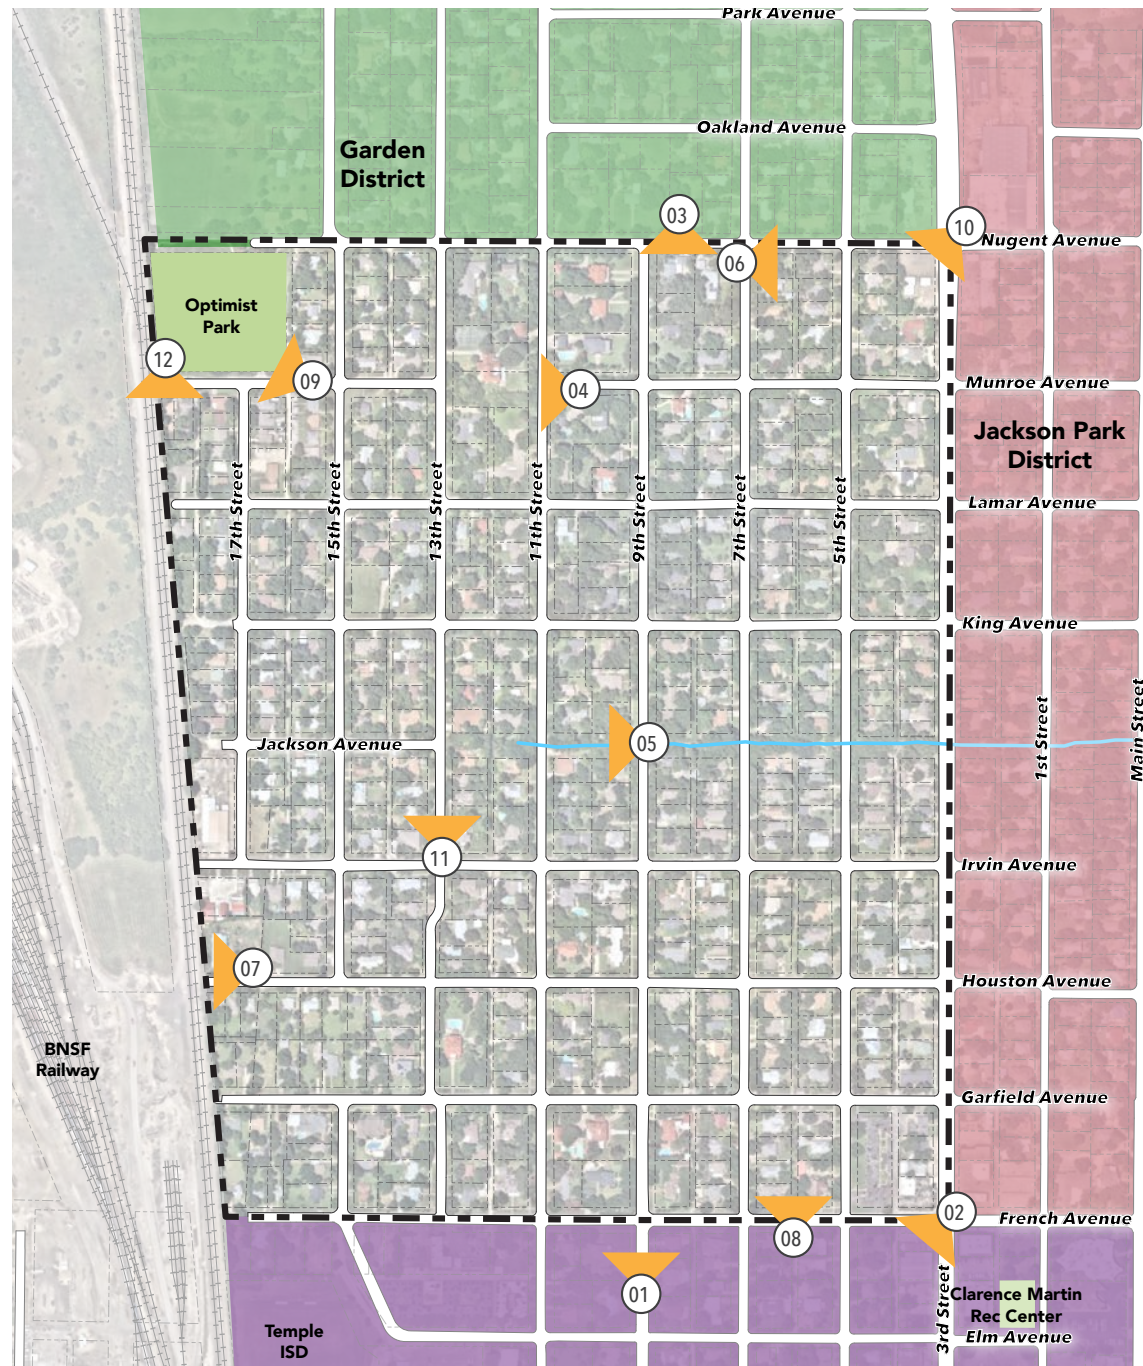 Park Avenue
Oakland Avenue
Garden
District
03
10
Nugent Avenue
06
Optimist
Park
12
09
04
Munroe Avenue
Jackson Park
District
17th Street
15th Street
13th Street
11th Street
9th Street
7th Street
5th Street
Lamar Avenue
King Avenue
Jackson Avenue
05
1st Street
Main Street
11
Irvin Avenue
07
Houston Avenue
BNSF
Railway
Garfield Avenue
02
French Avenue
08
01
3rd Street
Clarence Martin
Rec Center
Elm Avenue
Temple
ISD